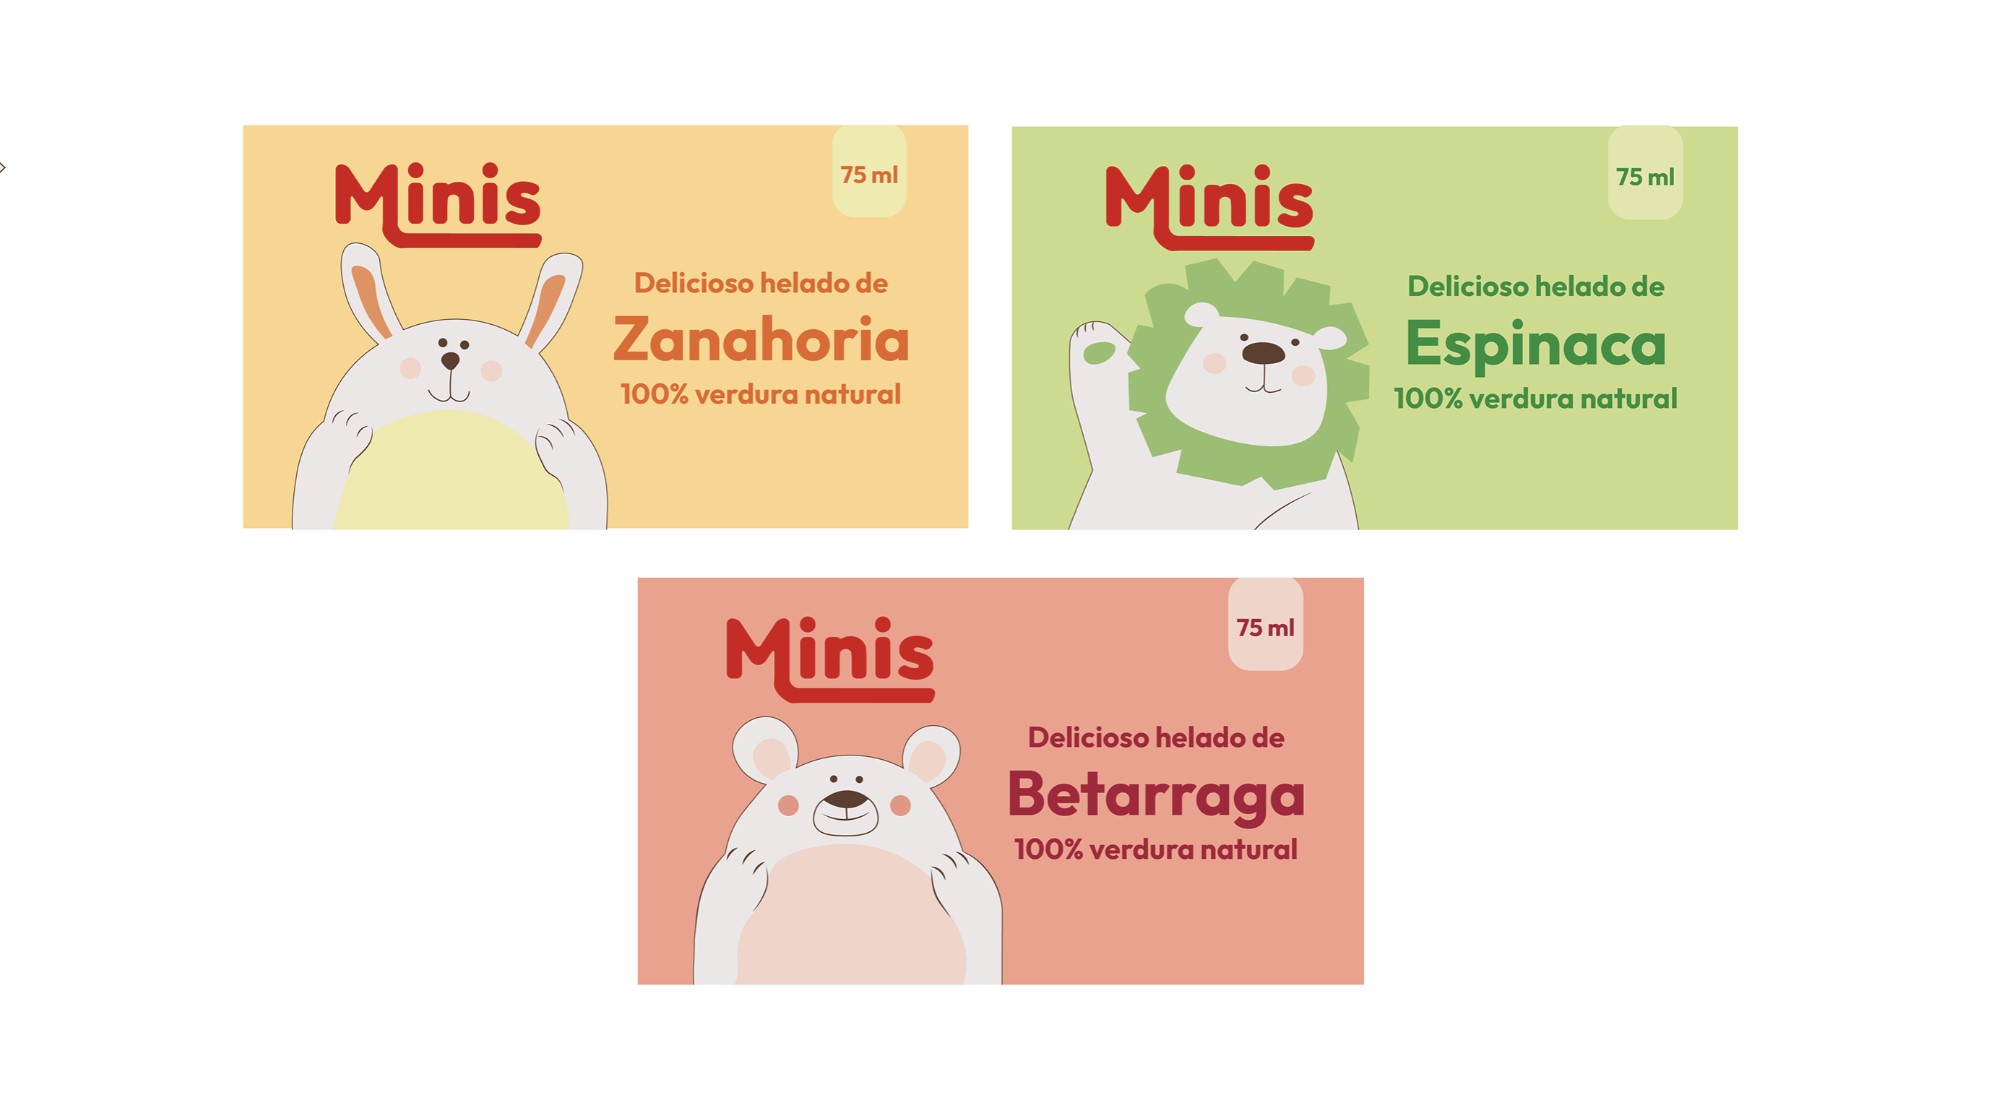 Minis
75 ml
Delicioso helado de
Zanahoria
100% verdura natural
Minis
75 ml
Delicioso helado de
Espinaca
100% verdura natural
Minis
75 ml
Delicioso helado de
Betarraga
100% verdura natural